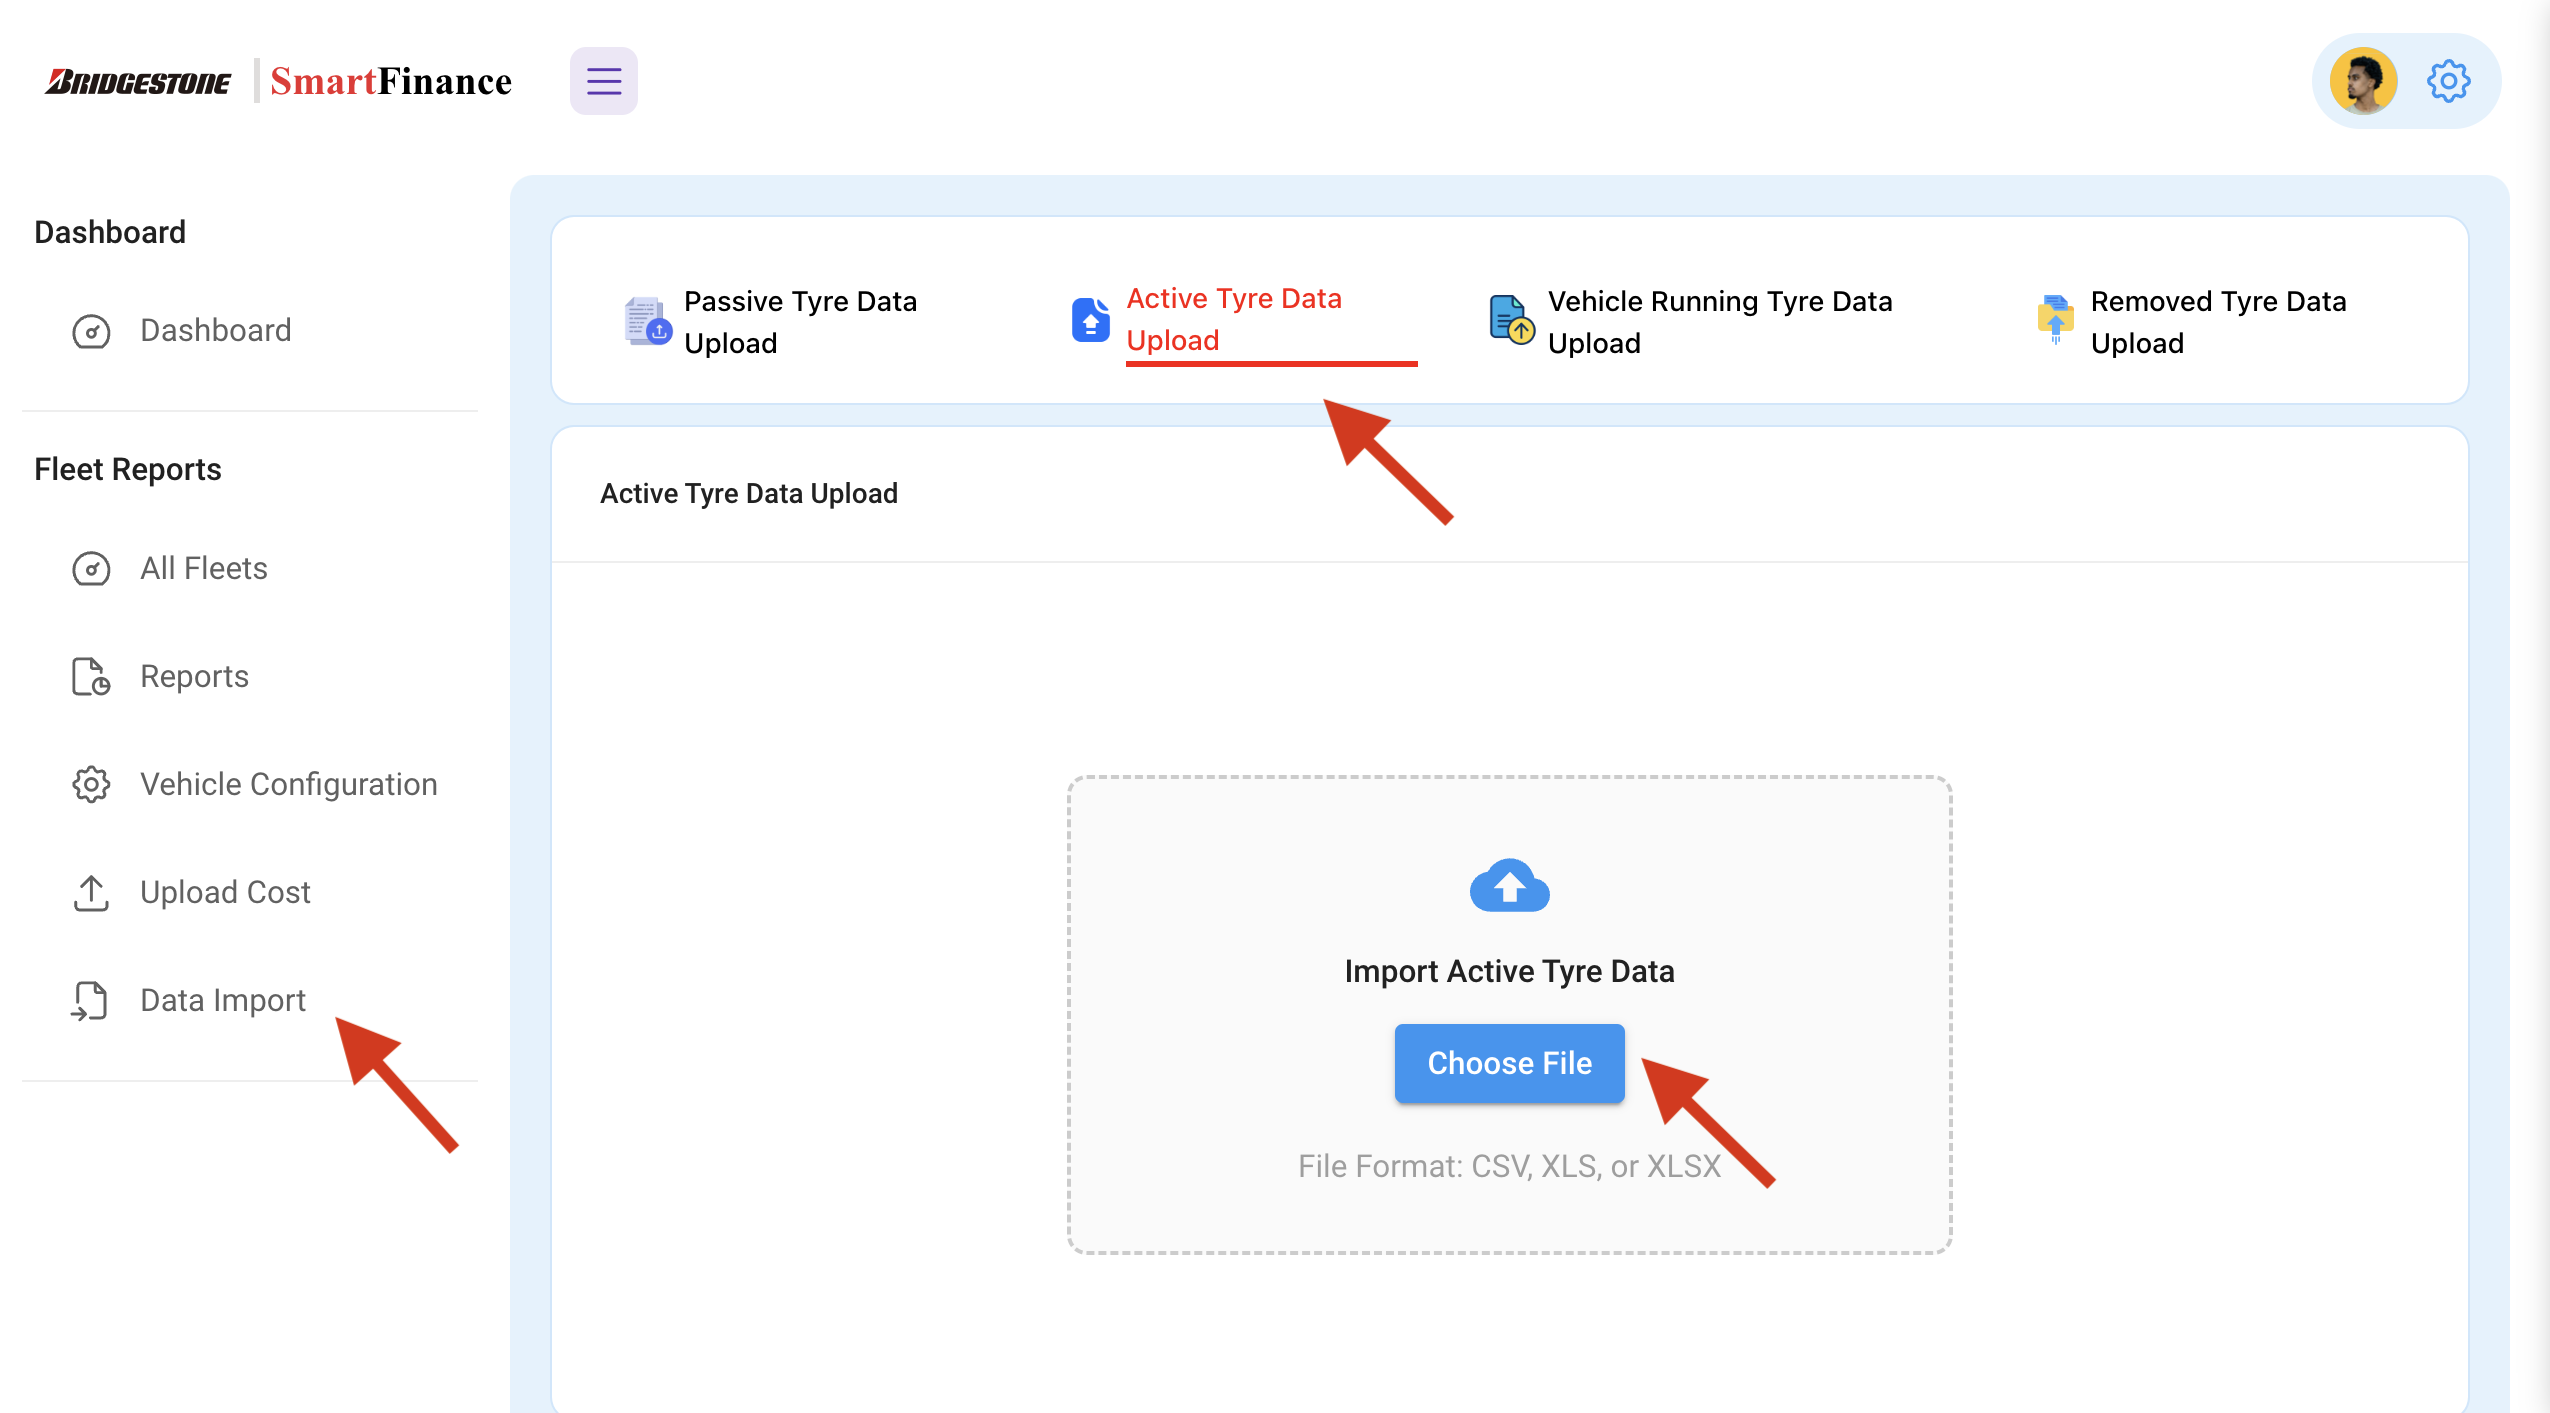 BRIDGESTONE SmartFinance
Dashboard
Dashboard
Fleet Reports
All Fleets
Reports
Vehicle Configuration
Upload Cost
Data Import
Passive Tyre Data
Upload
Active Tyre Data
Upload
Vehicle Running Tyre Data
Upload
Removed Tyre Data
Upload
Active Tyre Data Upload
Import Active Tyre Data
Choose File
File Format: CSV, XLS, or XLSX